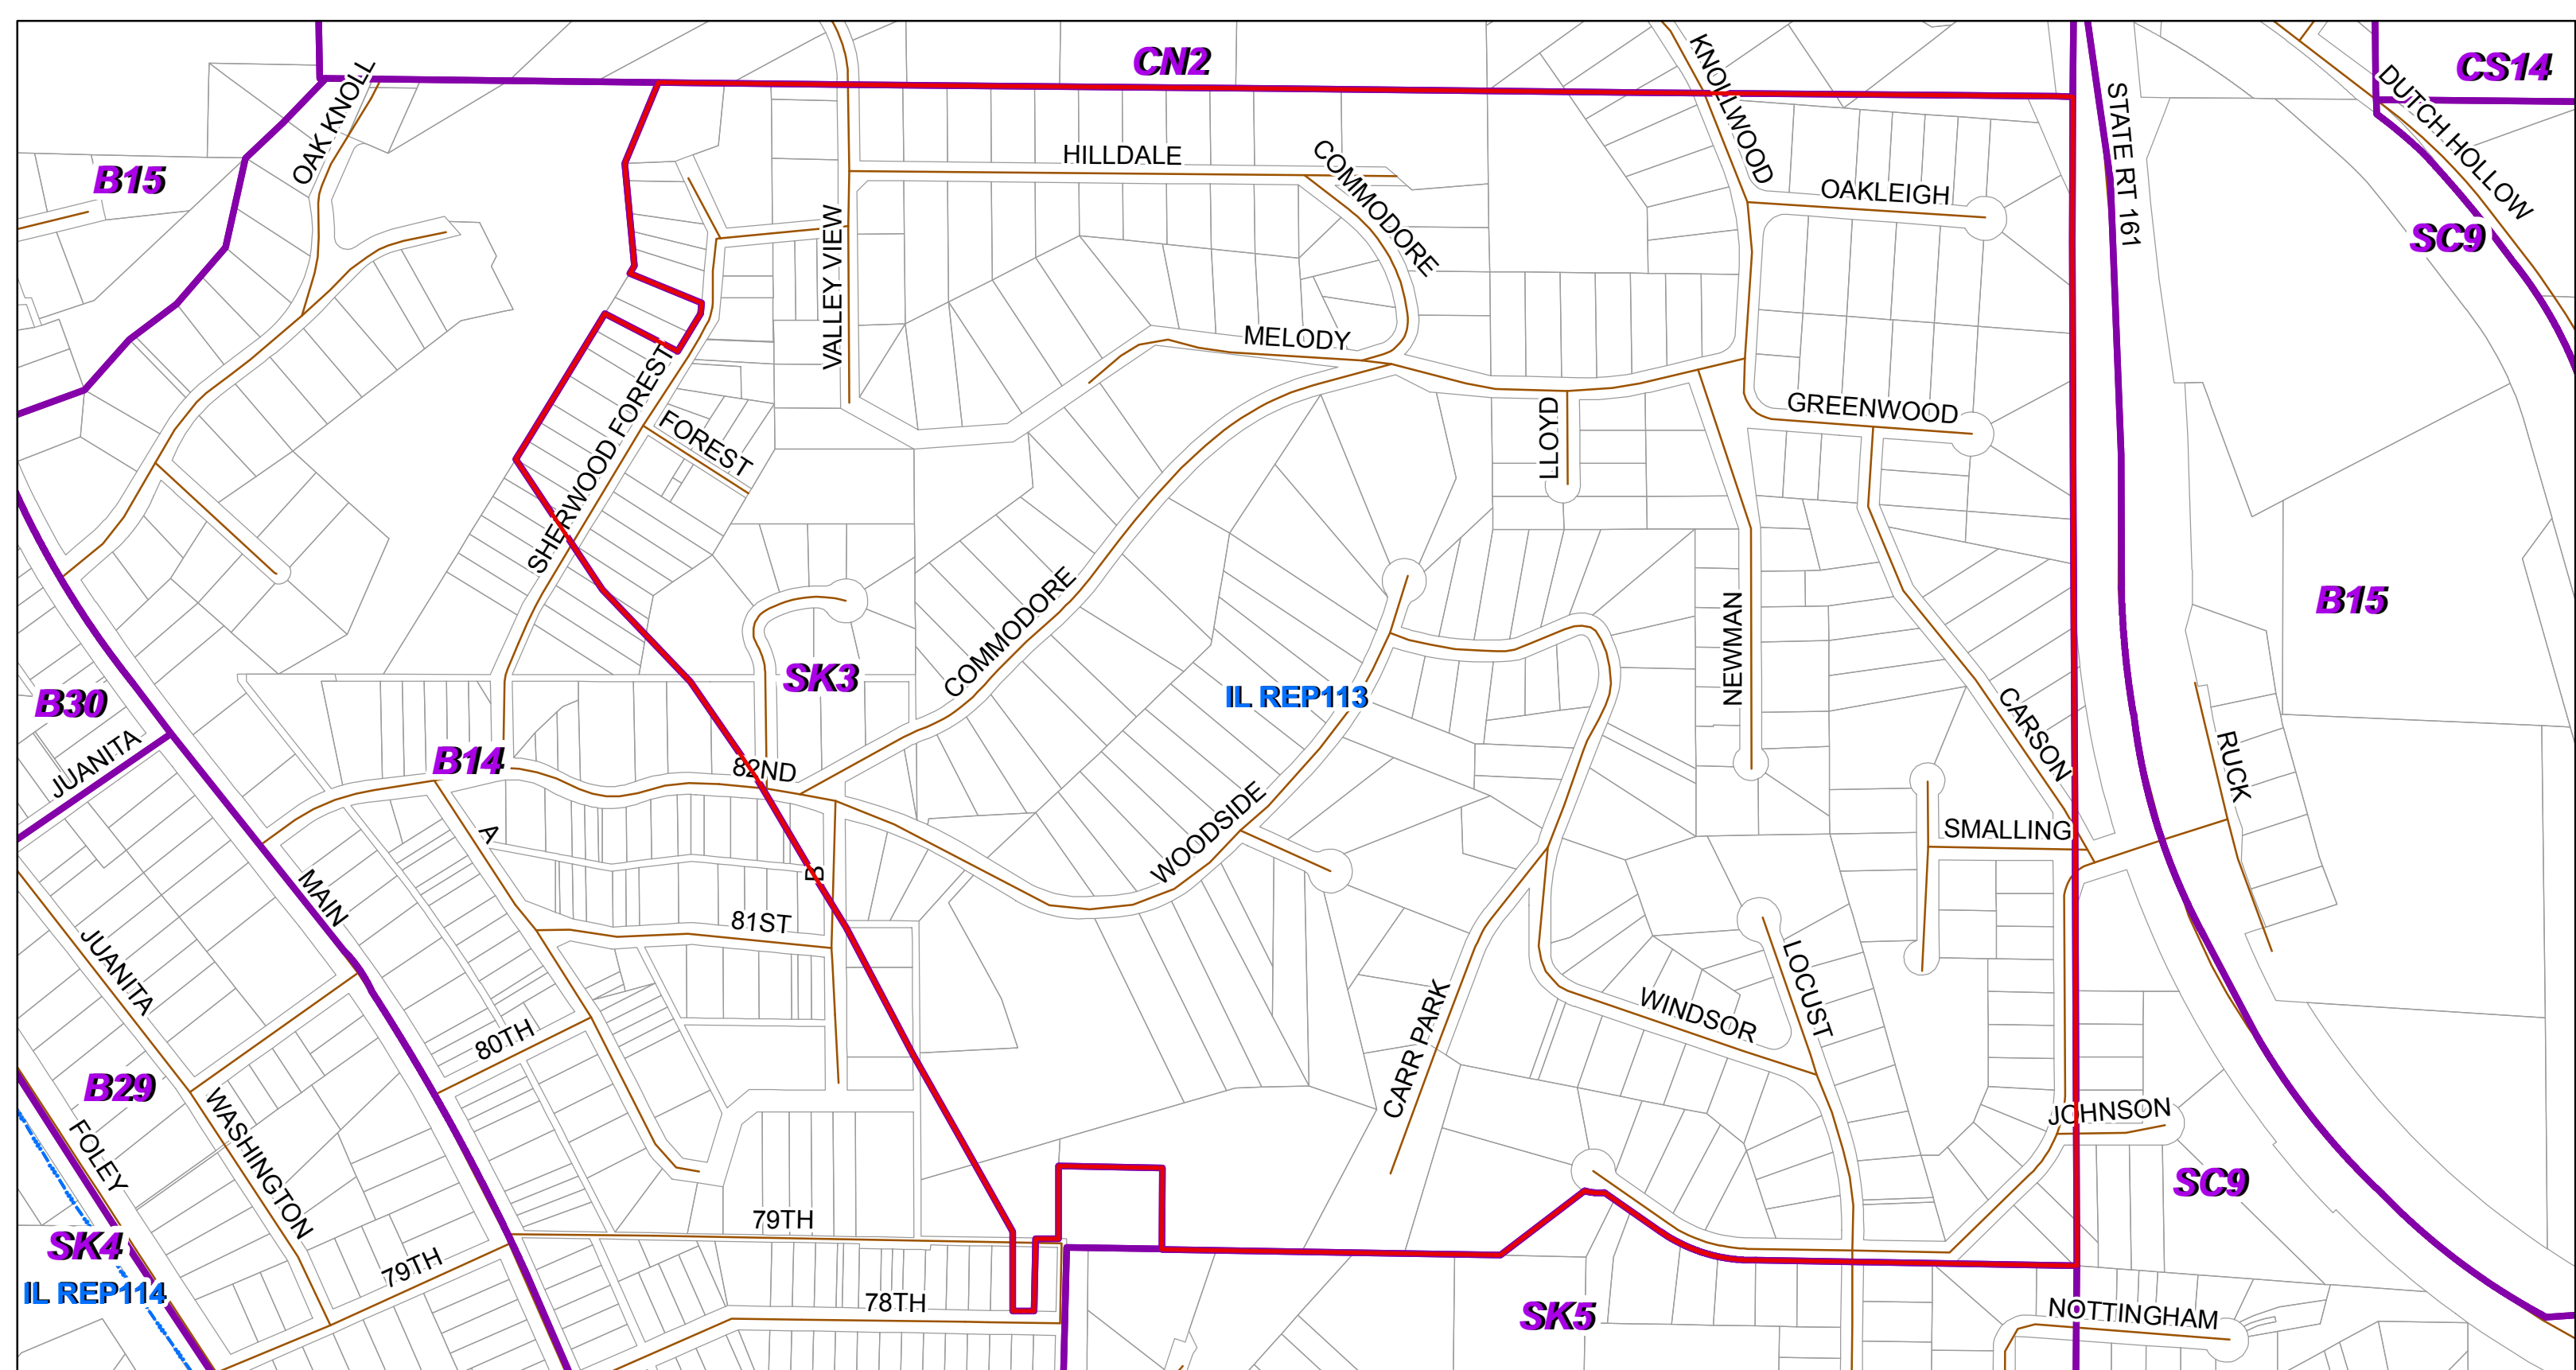 CN2
CS14
KNOLLWOOD
OAK KNOLL
STATE RT 161
DUTCH HOLLOW
B15
HILLDALE
COMMODORE
OAKLEIGH
SC9
VALLEY VIEW
MELODY
SHERWOOD FOREST
FOREST
LLOYD
GREENWOOD
COMMODORE
NEWMAN
B15
SK3
IL REP113
B30
JUANITA
B14
82ND
CARSON
RUCK
A
B
WOODSIDE
SMALLING
MAIN
81ST
JUANITA
LOCUST
80TH
CARR PARK
WINDSOR
B29
WASHINGTON
FOLEY
JOHNSON
SC9
79TH
SK4
79TH
IL REP114
78TH
SK5
NOTTINGHAM